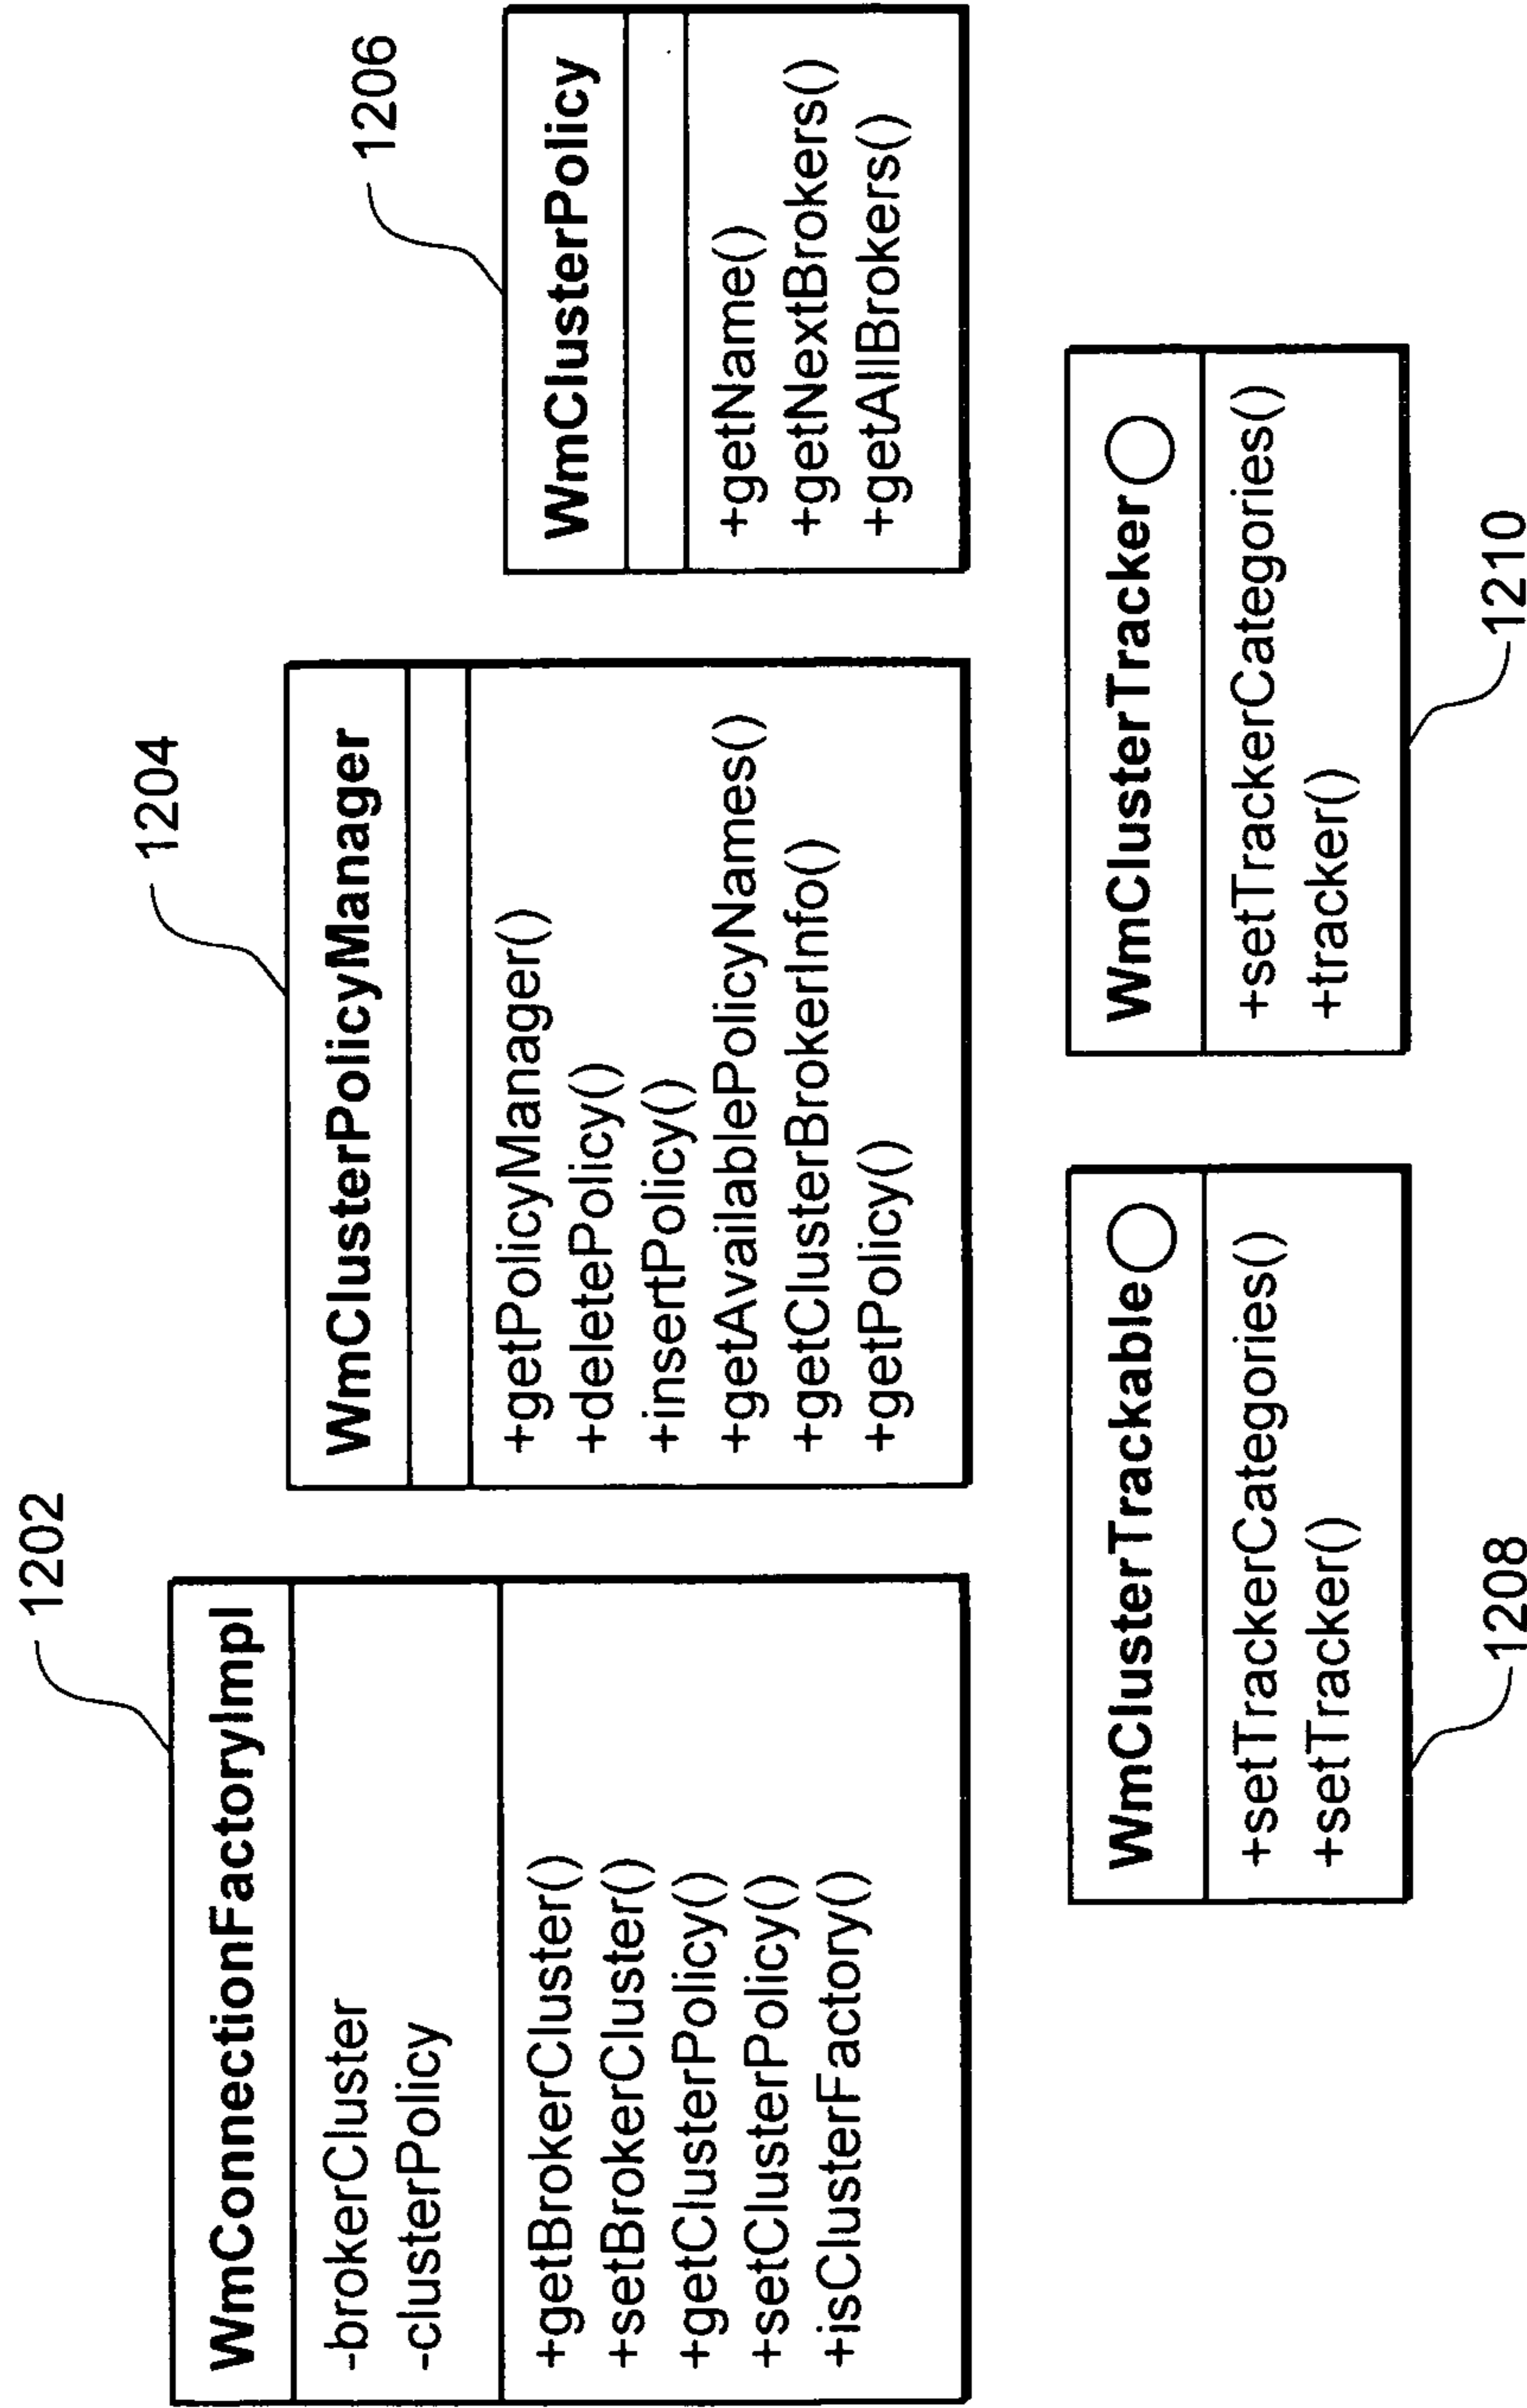 1202
WmConnectionFactoryImpl
-brokerCluster
-clusterPolicy
+getBrokerCluster()
+setBrokerCluster()
+getClusterPolicy()
+setClusterPolicy()
+isClusterFactory()
1204
WmClusterPolicyManager
+getPolicyManager()
+deletePolicy()
+insertPolicy()
+getAvailablePolicyNames()
+getClusterBrokerInfo()
+getPolicy()
1206
WmClusterPolicy
+getName()
+getNextBrokers()
+getAllBrokers()
WmClusterTrackable
+setTrackerCategories()
+setTracker()
1208
WmClusterTracker
+setTrackerCategories()
+tracker()
1210